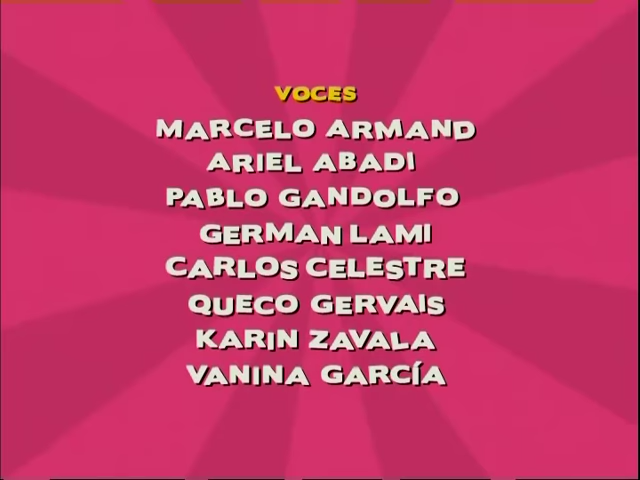 VOCES
MARCELO ARMAND
ARIEL ABADI
PABLO GANDOLFO
GERMAN LAMI
CARLOS CELESTRE
QUECO GERVAIS
KARIN ZAVALA
VANINA GARCÍA